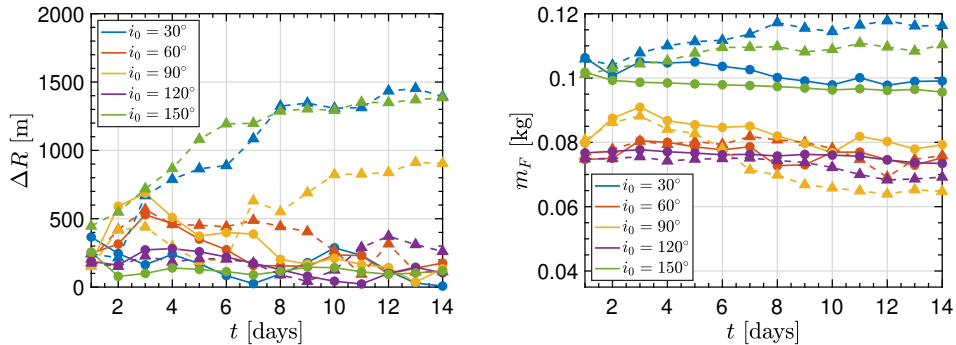 2000
1500
1000
500
0
ΔR [m]
i₀ = 30°
i₀ = 60°
i₀ = 90°
i₀ = 120°
i₀ = 150°
2 4 6 8 10 12 14
t [days]
0.12
0.1
0.08
0.06
0.04
m_F [kg]
i₀ = 30°
i₀ = 60°
i₀ = 90°
i₀ = 120°
i₀ = 150°
2 4 6 8 10 12 14
t [days]